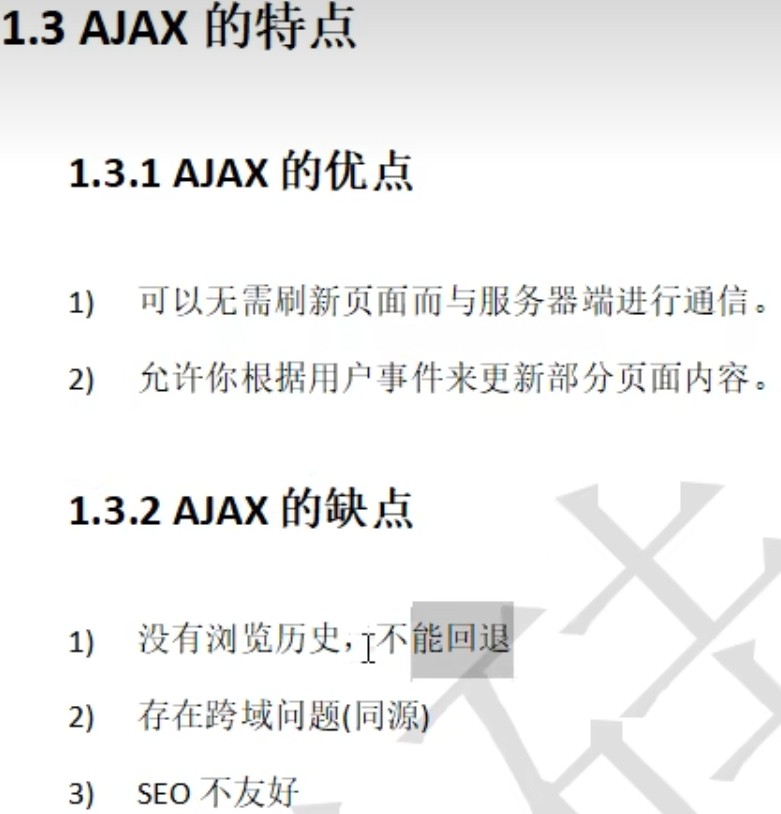 1.3 AJAX 的特点
1.3.1 AJAX 的优点
1) 可以无需刷新页面而与服务器端进行通信。
2) 允许你根据用户事件来更新部分页面内容。
1.3.2 AJAX 的缺点
1) 没有浏览历史，不能回退
2) 存在跨域问题(同源)
3) SEO 不友好